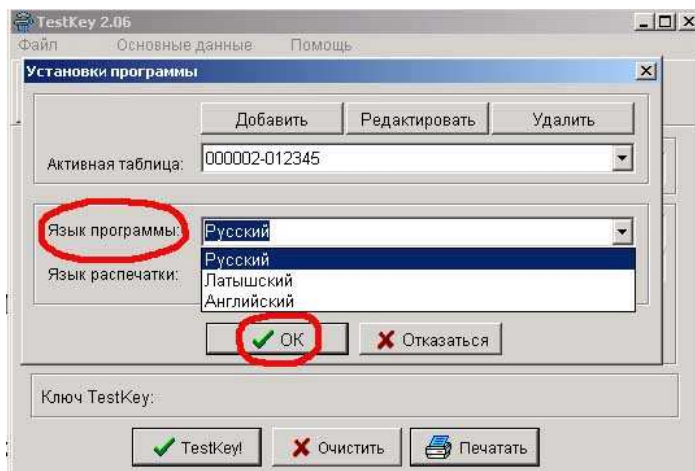 TestKey 2.06
Файл Основные данные Помощь
Установки программы
Добавить Редактировать Удалить
Активная таблица: 000002-012345
Язык программы: Русский
Русский
Язык распечатки: Латышский
Английский
OK Отказаться
Ключ TestKey:
TestKey! Очистить Печатать